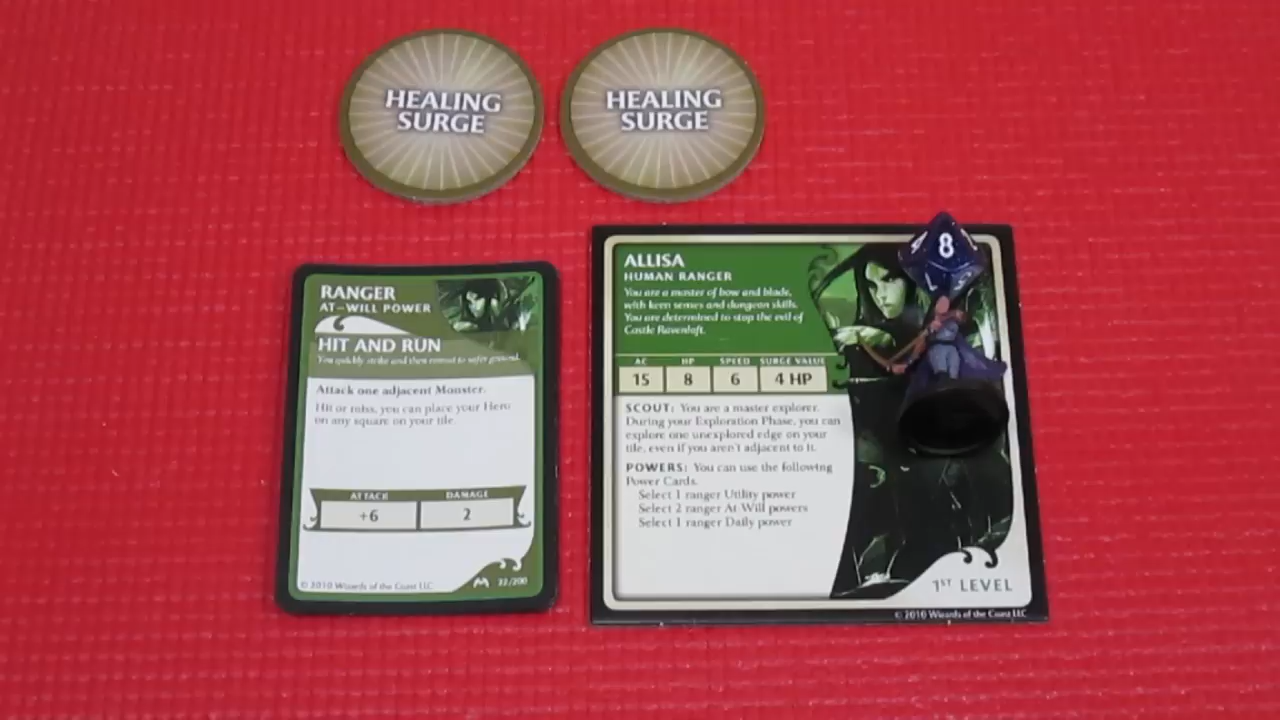 HEALING
SURGE
HEALING
SURGE
RANGER
AT-WILL POWER
HIT AND RUN
You quickly strike and then retreat to safer ground.
Attack one adjacent Monster.
Hit or miss, you can place your Hero
on any square on your tile.
ATTACK DAMAGE
+6 2
© 2010 Wizards of the Coast LLC
22/200
ALLISA
HUMAN RANGER
You are a master of bow and blade,
with keen senses and dungeon skills.
You are determined to stop the evil of
Castle Ravenloft.
AC HP SPEED SURGE VALUE
15 8 6 4 HP
SCOUT: You are a master explorer.
During your Exploration Phase, you can
explore one unexplored edge on your
tile, even if you aren't adjacent to it.
POWERS: You can use the following
Power Cards.
Select 1 ranger Utility power
Select 2 ranger At-Will powers
Select 1 ranger Daily power
1ST LEVEL
© 2010 Wizards of the Coast LLC
8